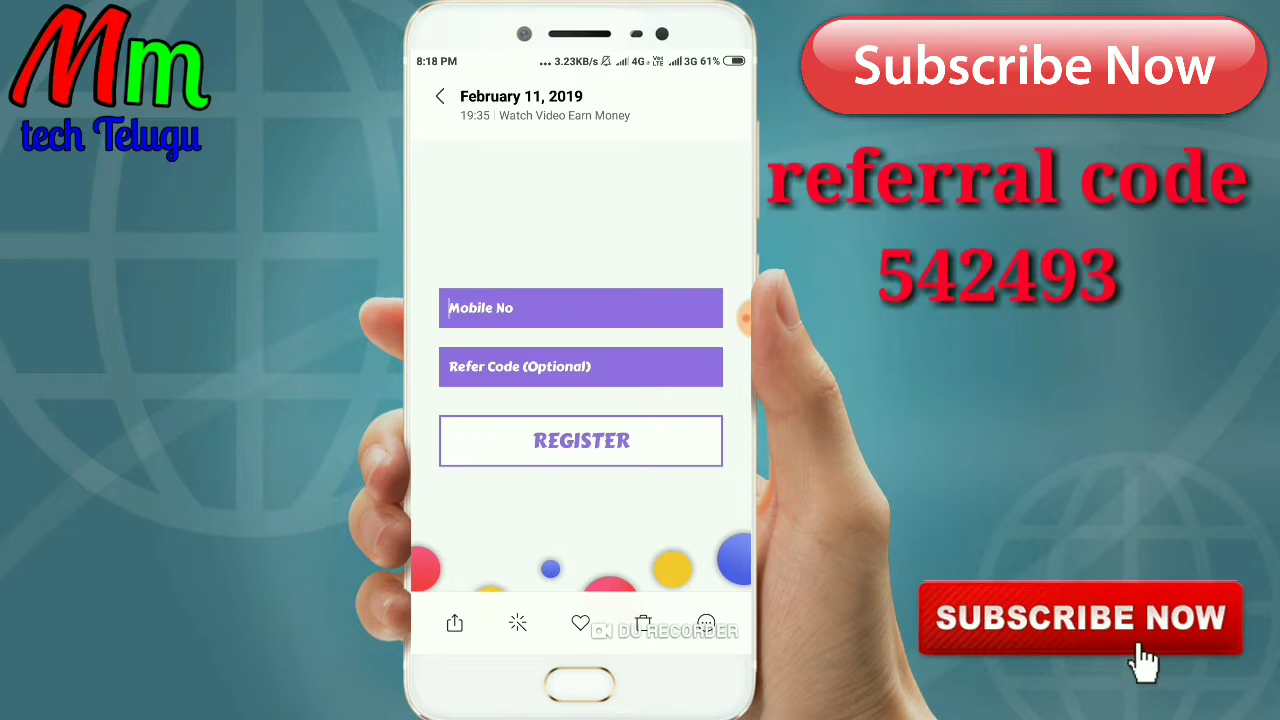 Mm
tech Telugu
8:18 PM
... 3.23KB/s 4G VoLTE 3G 61%
February 11, 2019
19:35 | Watch Video Earn Money
Mobile No
Refer Code (Optional)
REGISTER
DU RECORDER
Subscribe Now
referral code
542493
SUBSCRIBE NOW